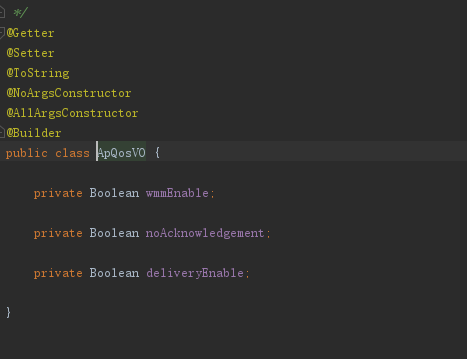 */
@Getter
@Setter
@ToString
@NoArgsConstructor
@AllArgsConstructor
@Builder
public class ApQosVO {
private Boolean wmmEnable;
private Boolean noAcknowledgement;
private Boolean deliveryEnable;
}